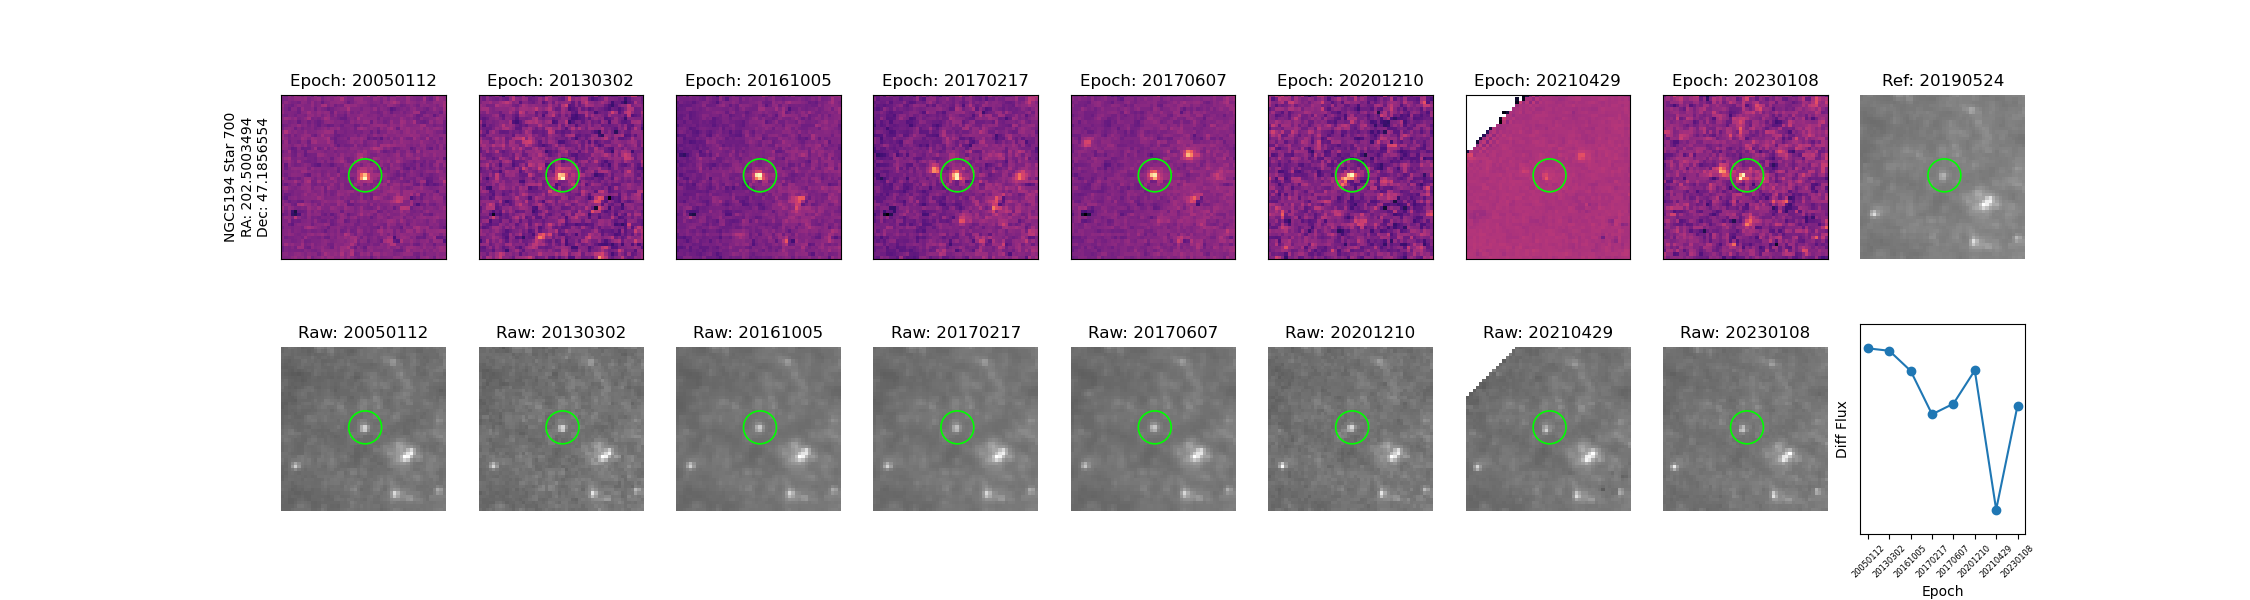 NGC5194 Star 700
RA: 202.5003494
Dec: 47.1856554
Epoch: 20050112
Epoch: 20130302
Epoch: 20161005
Epoch: 20170217
Epoch: 20170607
Epoch: 20201210
Epoch: 20210429
Epoch: 20230108
Ref: 20190524
Raw: 20050112
Raw: 20130302
Raw: 20161005
Raw: 20170217
Raw: 20170607
Raw: 20201210
Raw: 20210429
Raw: 20230108
Diff Flux
20050112
20130302
20161005
20170217
20170607
20201210
20210429
20230108
Epoch